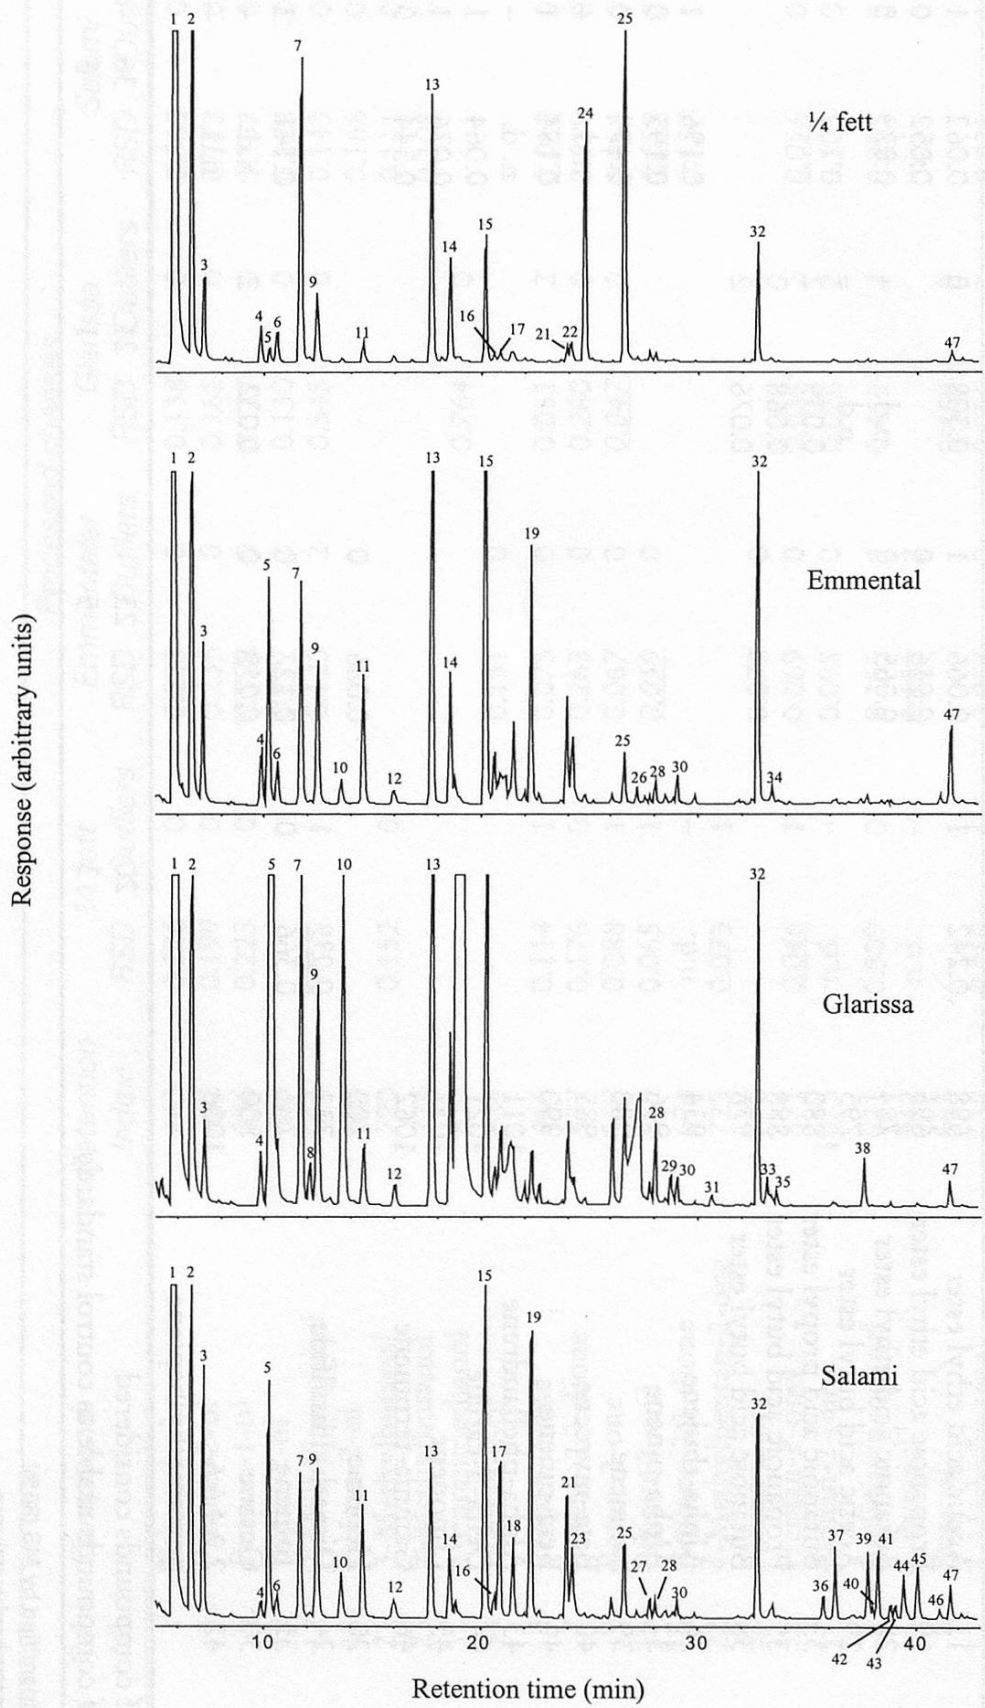 Response (arbitrary units)
1 2 3 4 5 6 7 9 11 13 14 15 16 17 21 22 24 25 32 47
¼ fett
1 2 3 4 5 6 7 9 10 11 12 13 14 15 19 25 26 28 30 32 34 47
Emmental
1 2 3 4 5 7 8 9 10 11 12 13 28 29 30 31 32 33 35 38 47
Glarissa
1 2 3 4 5 6 7 9 10 11 12 13 14 15 16 17 18 19 21 23 25 27 28 30 32 36 37 39 40 41 42 43 44 45 46 47
Salami
10 20 30 40
Retention time (min)